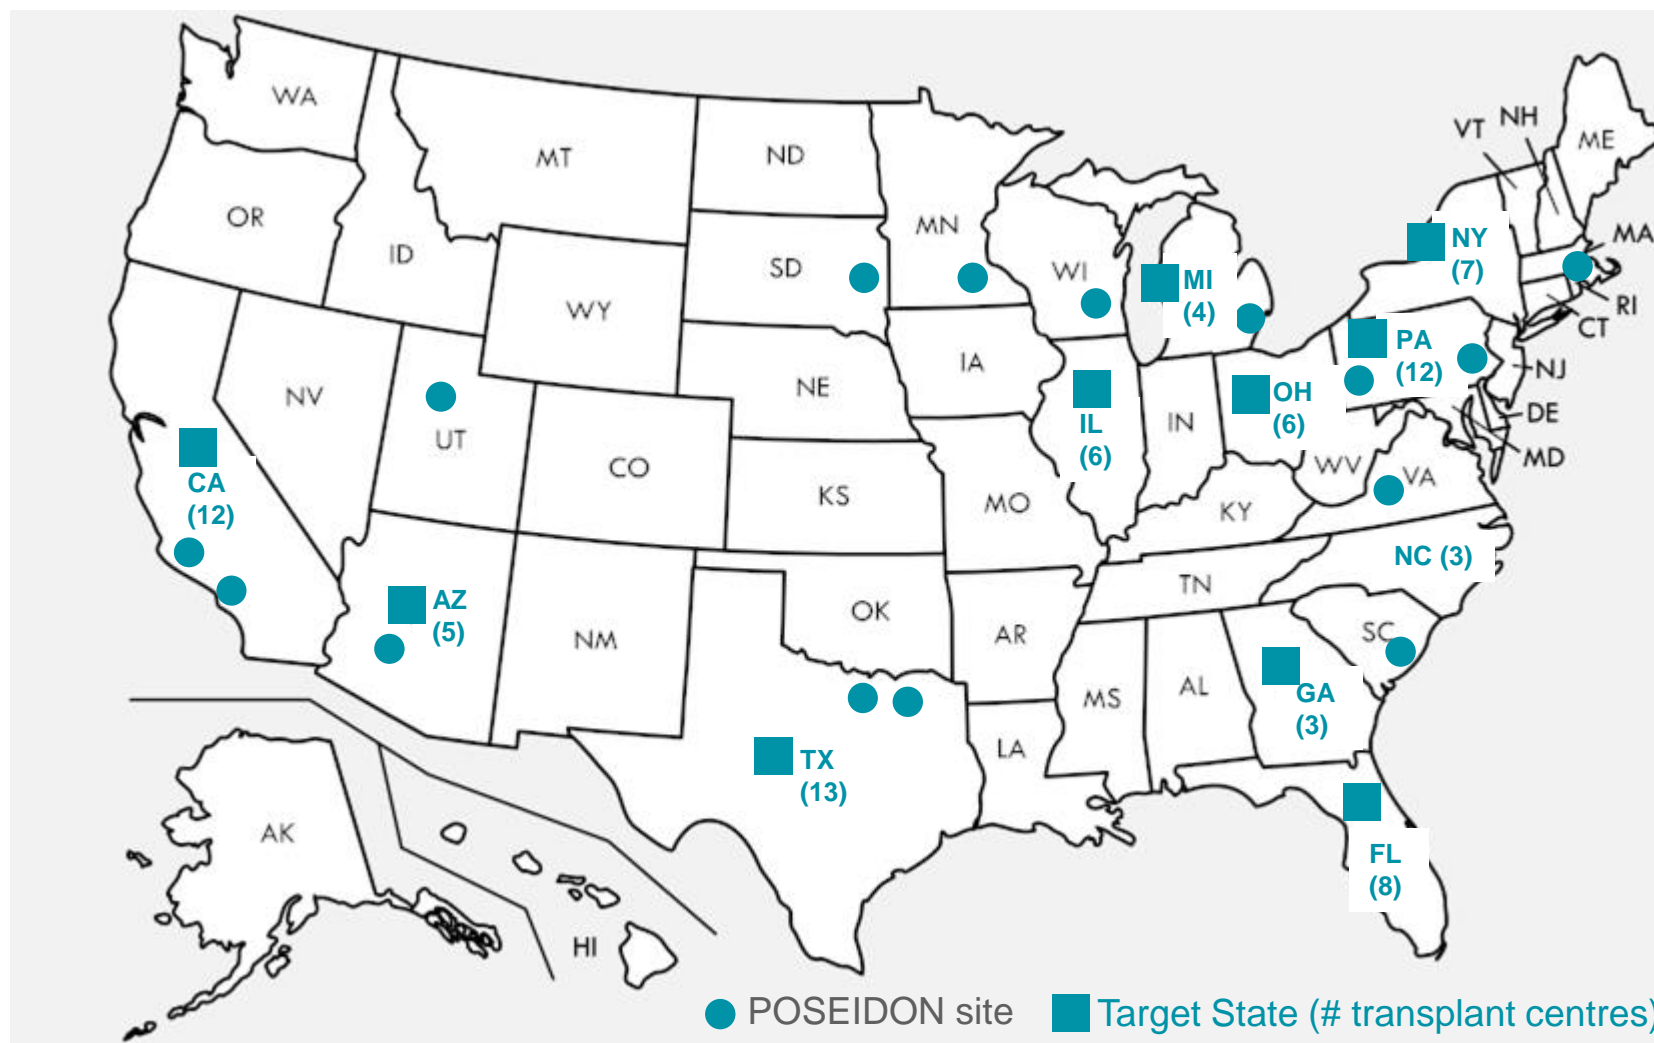 WA
MT
ND
MN
VT
NH
ME
OR
ID
SD
WI
MI
(4)
NY
(7)
MA
RI
CT
WY
NV
UT
NE
IA
IL
(6)
IN
OH
(6)
PA
(12)
NJ
DE
MD
CA
(12)
CO
KS
MO
KY
WV
VA
NC (3)
AZ
(5)
NM
OK
AR
TN
SC
MS
AL
GA
(3)
TX
(13)
LA
FL
(8)
AK
HI
POSEIDON site
Target State (# transplant centres)